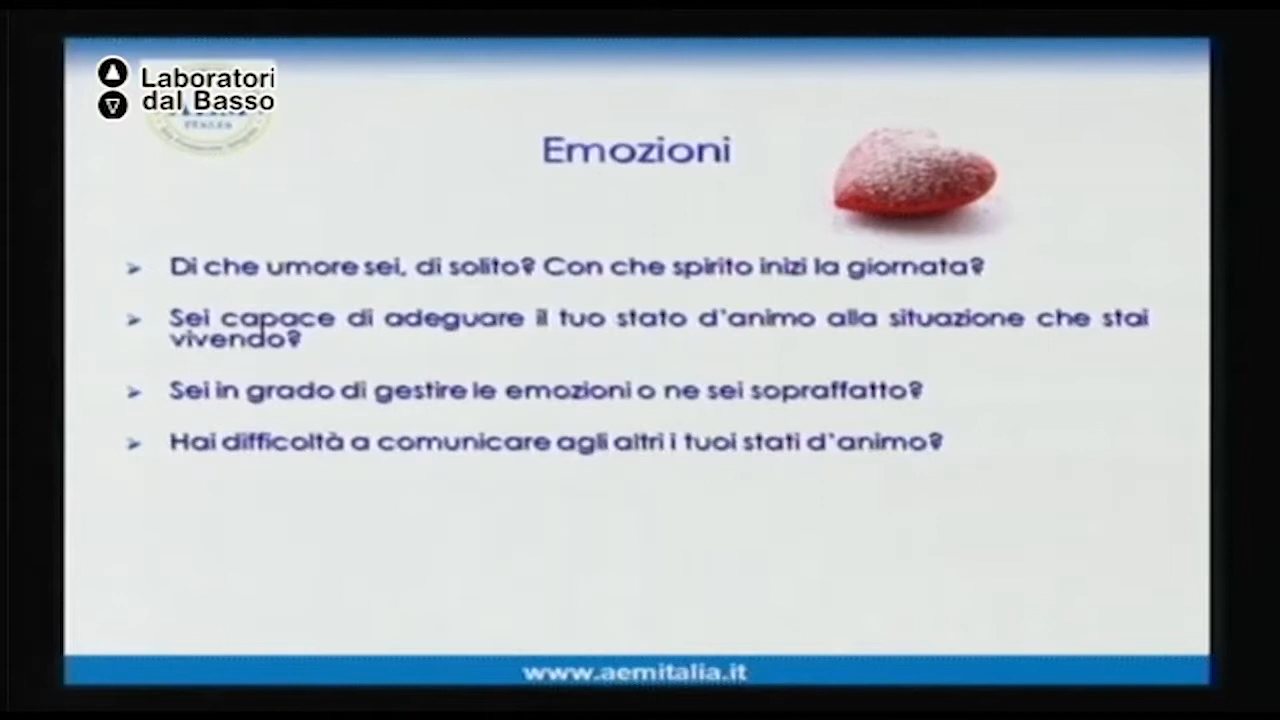 Laboratori
dal Basso
Emozioni
Di che umore sei, di solito? Con che spirito inizi la giornata?
Sei capace di adeguare il tuo stato d'animo alla situazione che stai
vivendo?
Sei in grado di gestire le emozioni o ne sei sopraffatto?
Hai difficoltà a comunicare agli altri i tuoi stati d'animo?
www.aemitalia.it